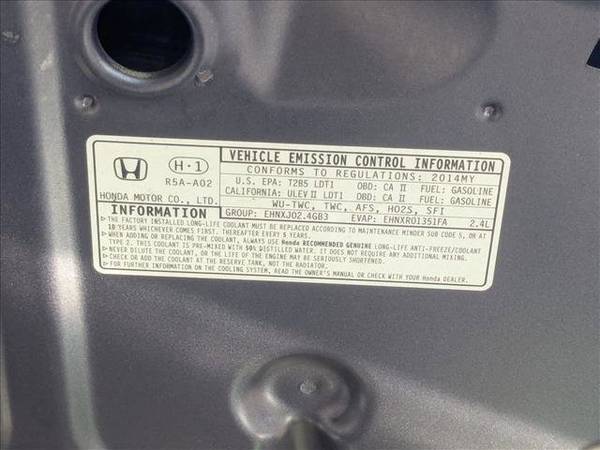 H-1
R5A-A02
HONDA MOTOR CO., LTD.
VEHICLE EMISSION CONTROL INFORMATION
CONFORMS TO REGULATIONS: 2014MY
U.S. EPA: T2B5 LDT1 OBD: CA II FUEL: GASOLINE
CALIFORNIA: ULEV II LDT1 OBD: CA II FUEL: GASOLINE
WU-TWC, TWC, AFS, HO2S, SFI
GROUP: EHNXJ02.4GB3 EVAP: EHNXR0135IFA 2.4L
INFORMATION
▷THE FACTORY INSTALLED LONG-LIFE COOLANT MUST BE REPLACED ACCORDING TO MAINTENANCE MINDER SUB CODE 5, OR AT
10 YEARS WHICHEVER COMES FIRST. THEREAFTER EVERY 5 YEARS.
▷WHEN CHANGING THE COOLANT, ALWAYS USE Honda RECOMMENDED GENUINE LONG-LIFE ANTI-FREEZE/COOLANT
TYPE 2. THIS COOLANT IS PRE-MIXED WITH 50% DISTILLED WATER. IT DOES NOT REQUIRE ANY ADDITIONAL MIXING.
▷NEVER DILUTE THE COOLANT, OR THE LIFE OF THE ENGINE MAY BE SERIOUSLY SHORTENED.
▷CHECK OR ADD THE COOLANT AT THE RESERVE TANK, NOT THE RADIATOR.
▷FOR FURTHER INFORMATION ON THE COOLING SYSTEM, READ THE OWNER'S MANUAL OR CHECK WITH YOUR Honda DEALER.